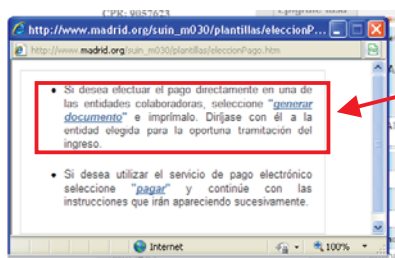 CPR: 9057623
http://www.madrid.org/suin_m030/plantillas/eleccionP...
http://www.madrid.org/suin_m030/plantillas/eleccionPago.htm
• Si desea efectuar el pago directamente en una de
las entidades colaboradoras, seleccione "generar
documento" e imprímalo. Diríjase con él a la
entidad elegida para la oportuna tramitación del
ingreso.
• Si desea utilizar el servicio de pago electrónico
seleccione "pagar" y continúe con las
instrucciones que irán apareciendo sucesivamente.
Internet
100%